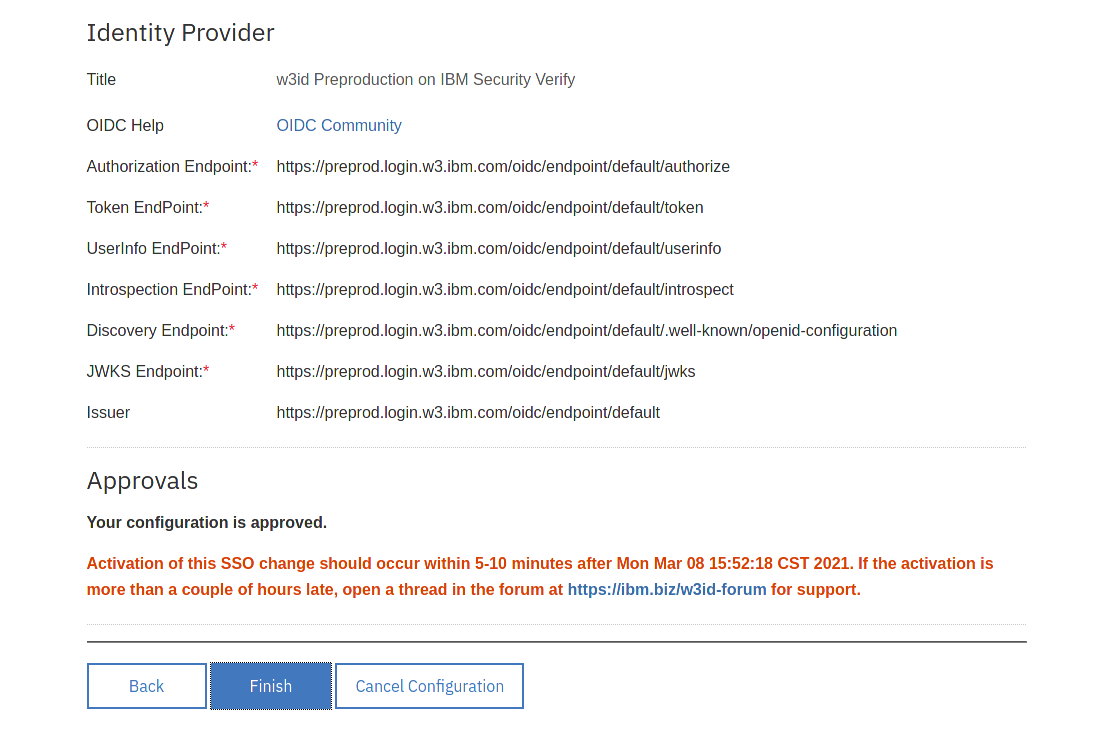 Identity Provider
Title w3id Preproduction on IBM Security Verify
OIDC Help OIDC Community
Authorization Endpoint:* https://preprod.login.w3.ibm.com/oidc/endpoint/default/authorize
Token EndPoint:* https://preprod.login.w3.ibm.com/oidc/endpoint/default/token
UserInfo EndPoint:* https://preprod.login.w3.ibm.com/oidc/endpoint/default/userinfo
Introspection EndPoint:* https://preprod.login.w3.ibm.com/oidc/endpoint/default/introspect
Discovery Endpoint:* https://preprod.login.w3.ibm.com/oidc/endpoint/default/.well-known/openid-configuration
JWKS Endpoint:* https://preprod.login.w3.ibm.com/oidc/endpoint/default/jwks
Issuer https://preprod.login.w3.ibm.com/oidc/endpoint/default
Approvals
Your configuration is approved.
Activation of this SSO change should occur within 5-10 minutes after Mon Mar 08 15:52:18 CST 2021. If the activation is
more than a couple of hours late, open a thread in the forum at https://ibm.biz/w3id-forum for support.
Back Finish Cancel Configuration